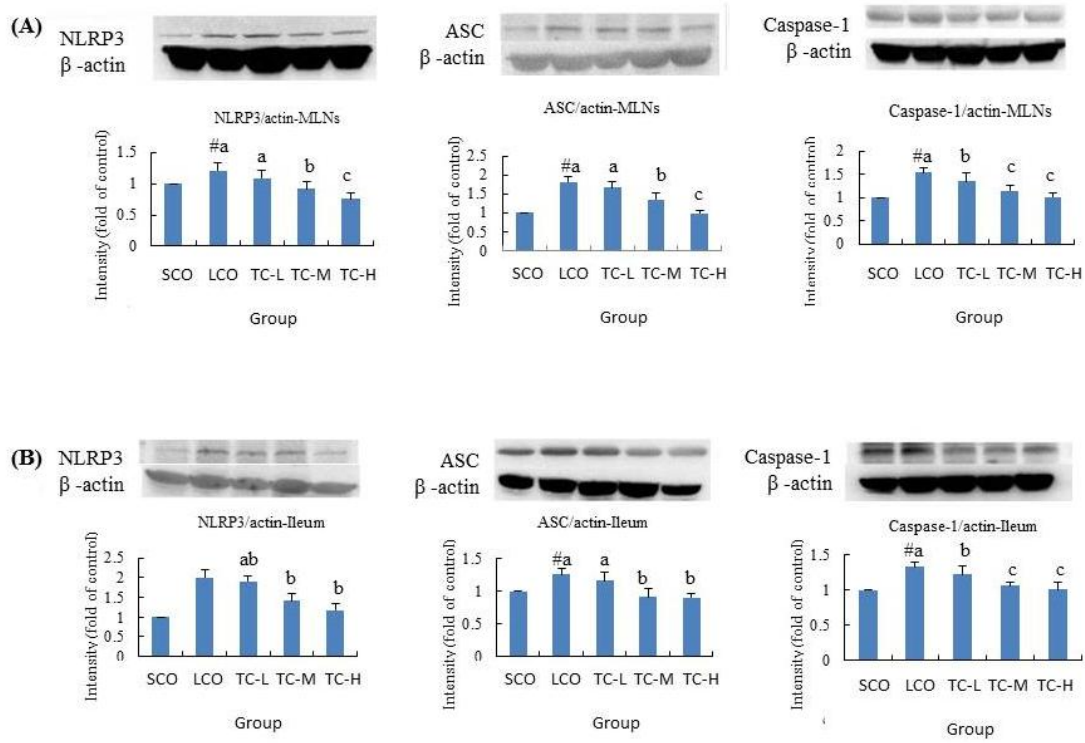 (A)
NLRP3
β -actin
ASC
β -actin
Caspase-1
β -actin
NLRP3/actin-MLNs
Intensity (fold of control)
1.5
1
0.5
0
#a
a
b
c
SCO LCO TC-L TC-M TC-H
Group
ASC/actin-MLNs
Intensity (fold of control)
2.5
2
1.5
1
0.5
0
#a
a
b
c
SCO LCO TC-L TC-M TC-H
Group
Caspase-1/actin-MLNs
Intensity (fold of control)
2
1.5
1
0.5
0
#a
b
c
c
SCO LCO TC-L TC-M TC-H
Group
(B)
NLRP3
β -actin
ASC
β -actin
Caspase-1
β -actin
NLRP3/actin-Ileum
Intensity (fold of control)
2.5
2
1.5
1
0.5
0
ab
b
b
SCO LCO TC-L TC-M TC-H
Group
ASC/actin-Ileum
Intensity (fold of control)
1.5
1
0.5
0
#a
a
b
b
SCO LCO TC-L TC-M TC-H
Group
Caspase-1/actin-Ileum
Intensity (fold of control)
1.5
1
0.5
0
#a
b
c
c
SCO LCO TC-L TC-M TC-H
Group